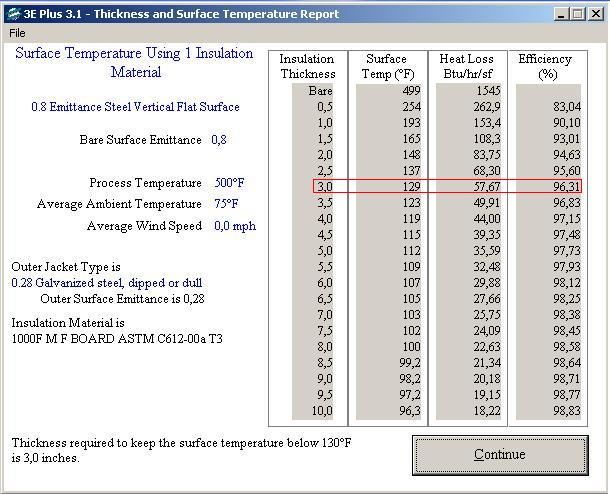 3E Plus 3.1 - Thickness and Surface Temperature Report
File
Surface Temperature Using 1 Insulation
Material
0.8 Emittance Steel Vertical Flat Surface
Bare Surface Emittance 0,8
Process Temperature 500°F
Average Ambient Temperature 75°F
Average Wind Speed 0,0 mph
Outer Jacket Type is
0.28 Galvanized steel, dipped or dull
Outer Surface Emittance is 0,28
Insulation Material is
1000F M F BOARD ASTM C612-00a T3
Insulation Surface Heat Loss Efficiency
Thickness Temp (°F) Btu/hr/sf (%)
Bare 499 1545
0,5 254 262,9 83,04
1,0 193 153,4 90,10
1,5 165 108,3 93,01
2,0 148 83,75 94,63
2,5 137 68,30 95,60
3,0 129 57,67 96,31
3,5 123 49,91 96,83
4,0 119 44,00 97,15
4,5 115 39,35 97,48
5,0 112 35,59 97,73
5,5 109 32,48 97,93
6,0 107 29,88 98,12
6,5 105 27,66 98,25
7,0 103 25,75 98,38
7,5 102 24,09 98,45
8,0 100 22,63 98,58
8,5 99,2 21,34 98,64
9,0 98,2 20,18 98,71
9,5 97,2 19,15 98,77
10,0 96,3 18,22 98,83
Thickness required to keep the surface temperature below 130°F
is 3,0 inches.
Continue